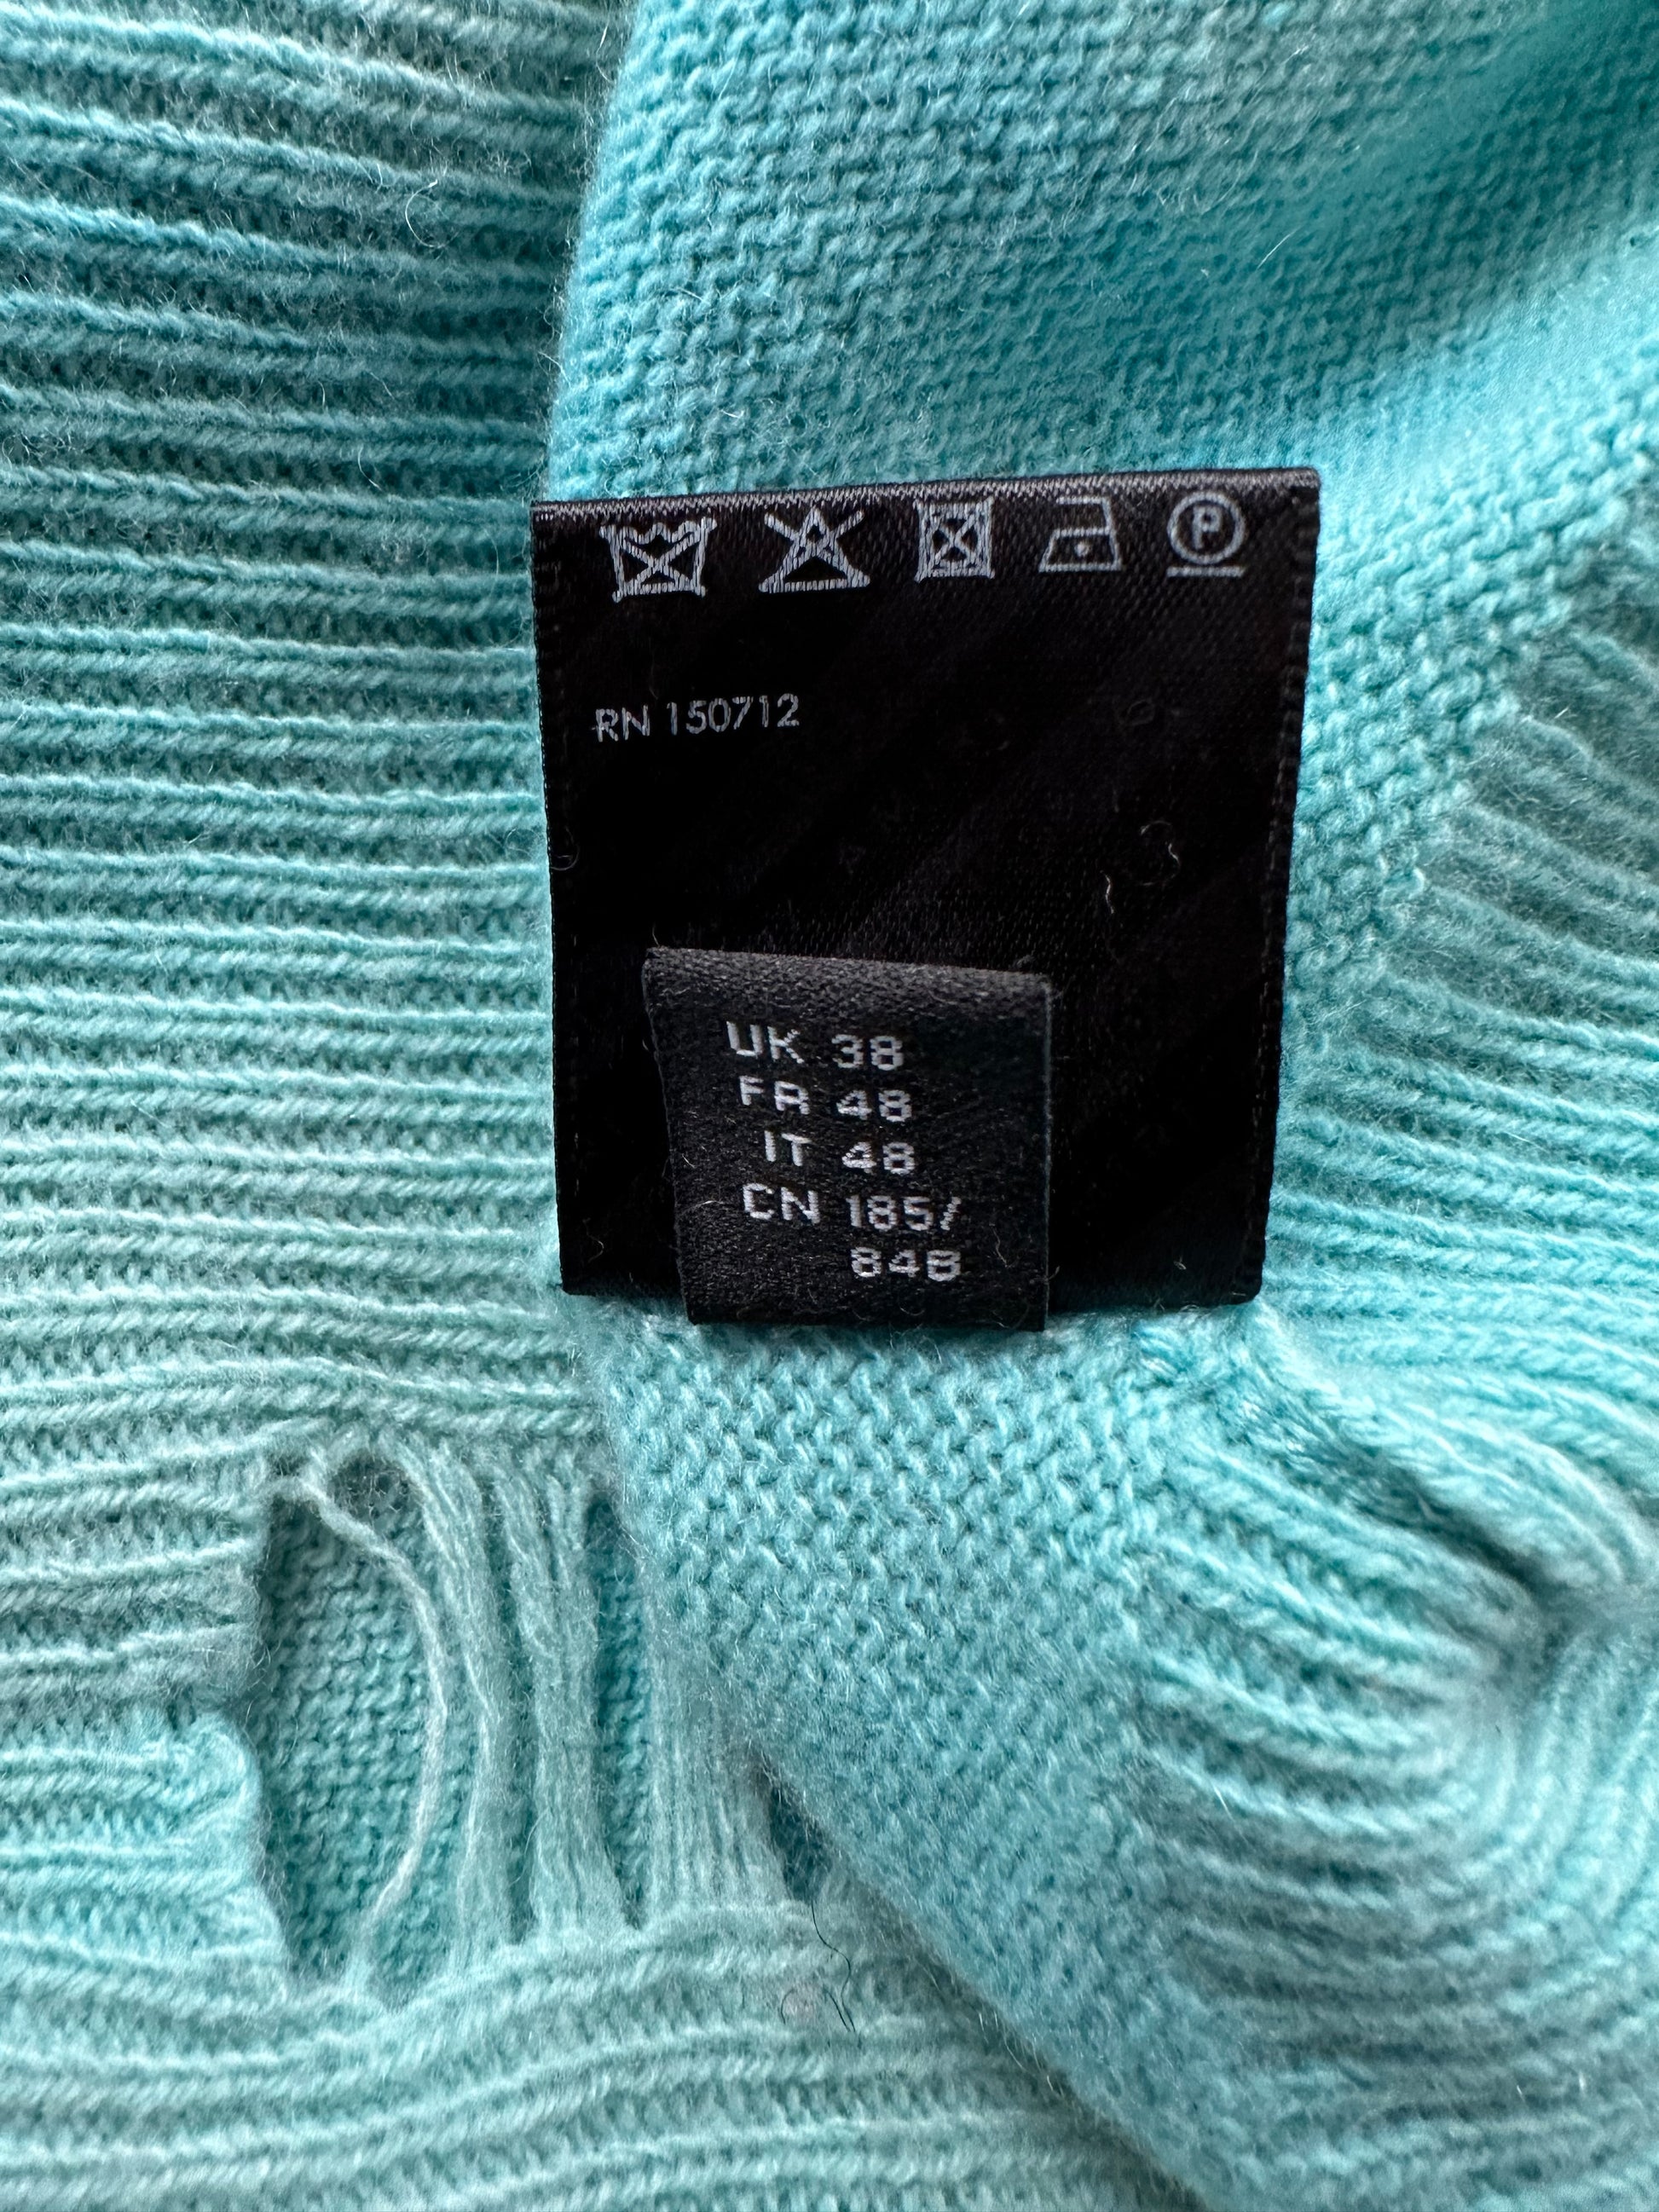 P
RN 150712
UK 38
FR 48
IT 48
CN 185/
84B